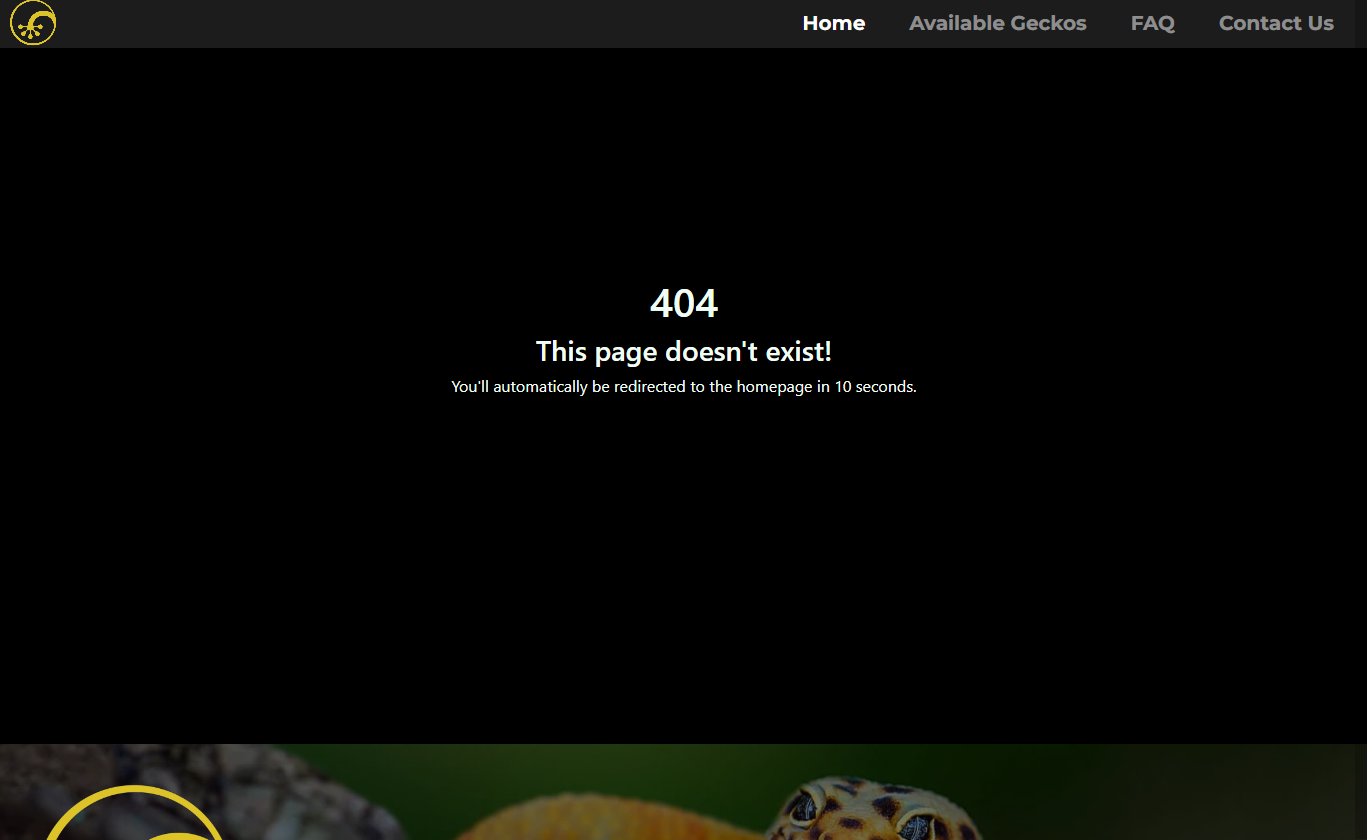 Home Available Geckos FAQ Contact Us
404
This page doesn't exist!
You'll automatically be redirected to the homepage in 10 seconds.